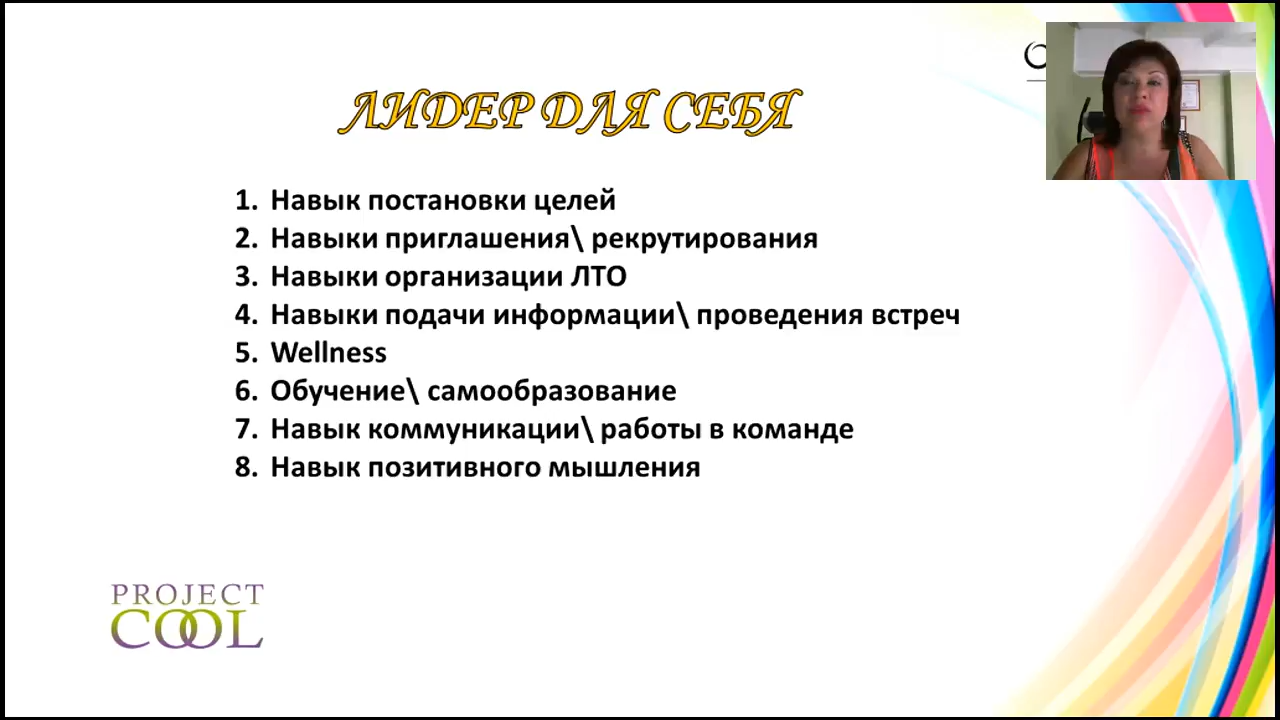 ЛИДЕР ДЛЯ СЕБЯ
1. Навык постановки целей
2. Навыки приглашения\ рекрутирования
3. Навыки организации ЛТО
4. Навыки подачи информации\ проведения встреч
5. Wellness
6. Обучение\ самообразование
7. Навык коммуникации\ работы в команде
8. Навык позитивного мышления
PROJECT
COOL